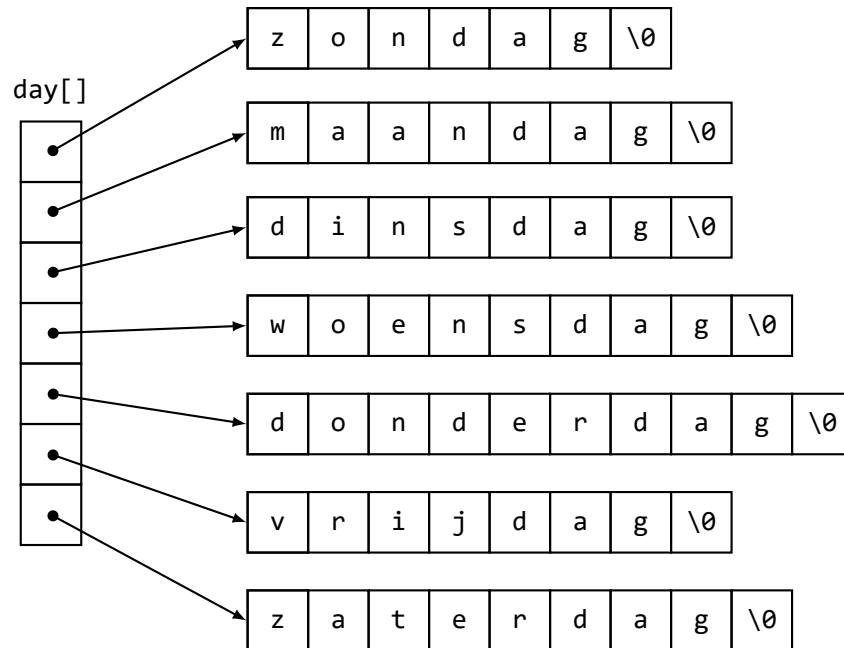 day[]
z o n d a g \0
m a a n d a g \0
d i n s d a g \0
w o e n s d a g \0
d o n d e r d a g \0
v r i j d a g \0
z a t e r d a g \0